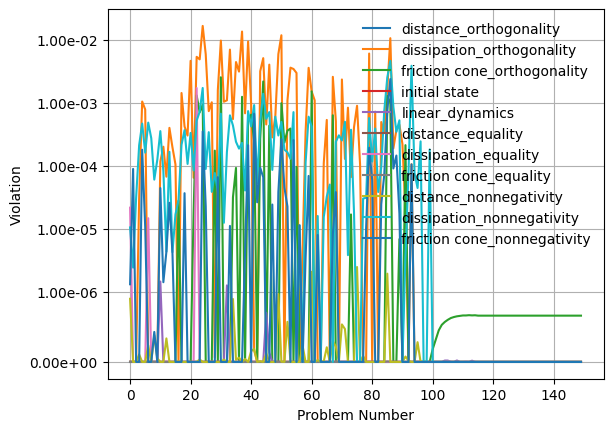 1.00e-02
1.00e-03
1.00e-04
1.00e-05
1.00e-06
0.00e+00
Violation
0 20 40 60 80 100 120 140
Problem Number
distance_orthogonality
dissipation_orthogonality
friction cone_orthogonality
initial state
linear_dynamics
distance_equality
dissipation_equality
friction cone_equality
distance_nonnegativity
dissipation_nonnegativity
friction cone_nonnegativity